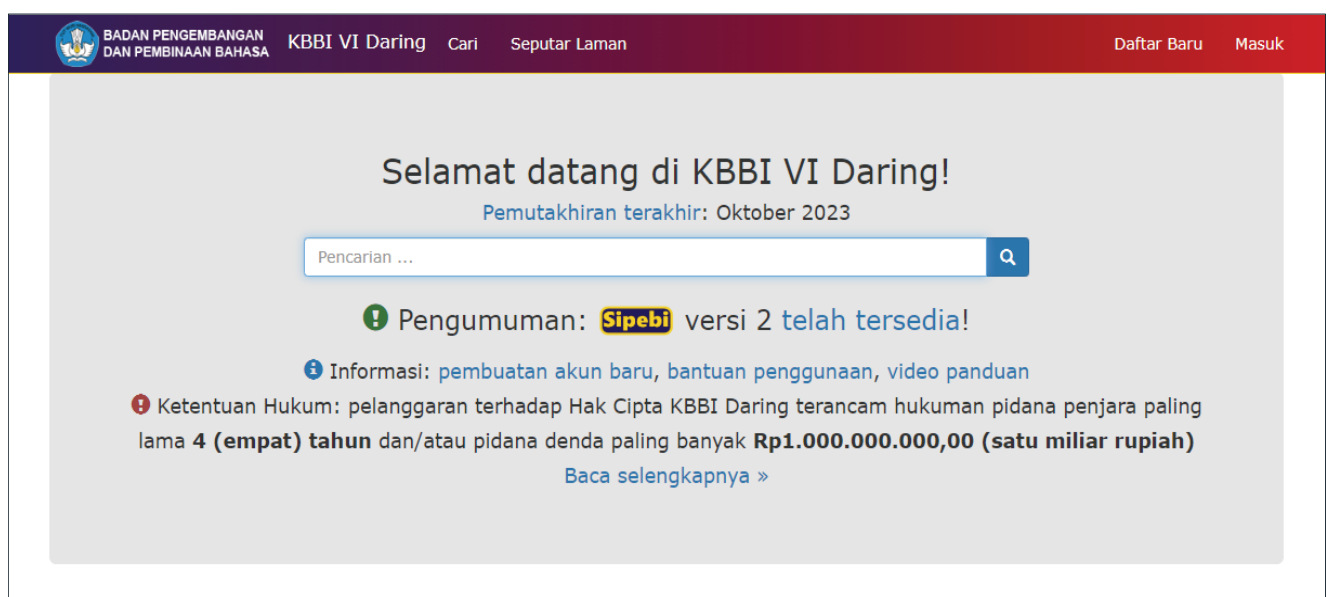 BADAN PENGEMBANGAN
DAN PEMBINAAN BAHASA
KBBI VI Daring Cari Seputar Laman Daftar Baru Masuk
Selamat datang di KBBI VI Daring!
Pemutakhiran terakhir: Oktober 2023
Pencarian ...
Pengumuman: Sipebi versi 2 telah tersedia!
Informasi: pembuatan akun baru, bantuan penggunaan, video panduan
Ketentuan Hukum: pelanggaran terhadap Hak Cipta KBBI Daring terancam hukuman pidana penjara paling
lama 4 (empat) tahun dan/atau pidana denda paling banyak Rp1.000.000.000,00 (satu miliar rupiah)
Baca selengkapnya »